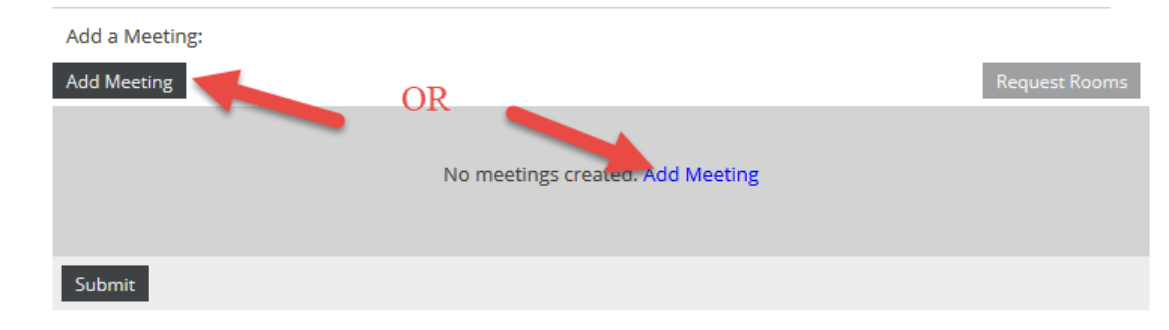 Add a Meeting:
Add Meeting
OR
Request Rooms
No meetings created. Add Meeting
Submit